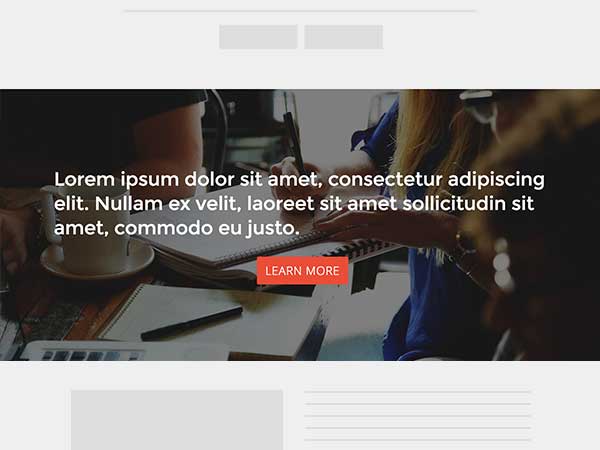 Lorem ipsum dolor sit amet, consectetur adipiscing
elit. Nullam ex velit, laoreet sit amet sollicitudin sit
amet, commodo eu justo.
LEARN MORE